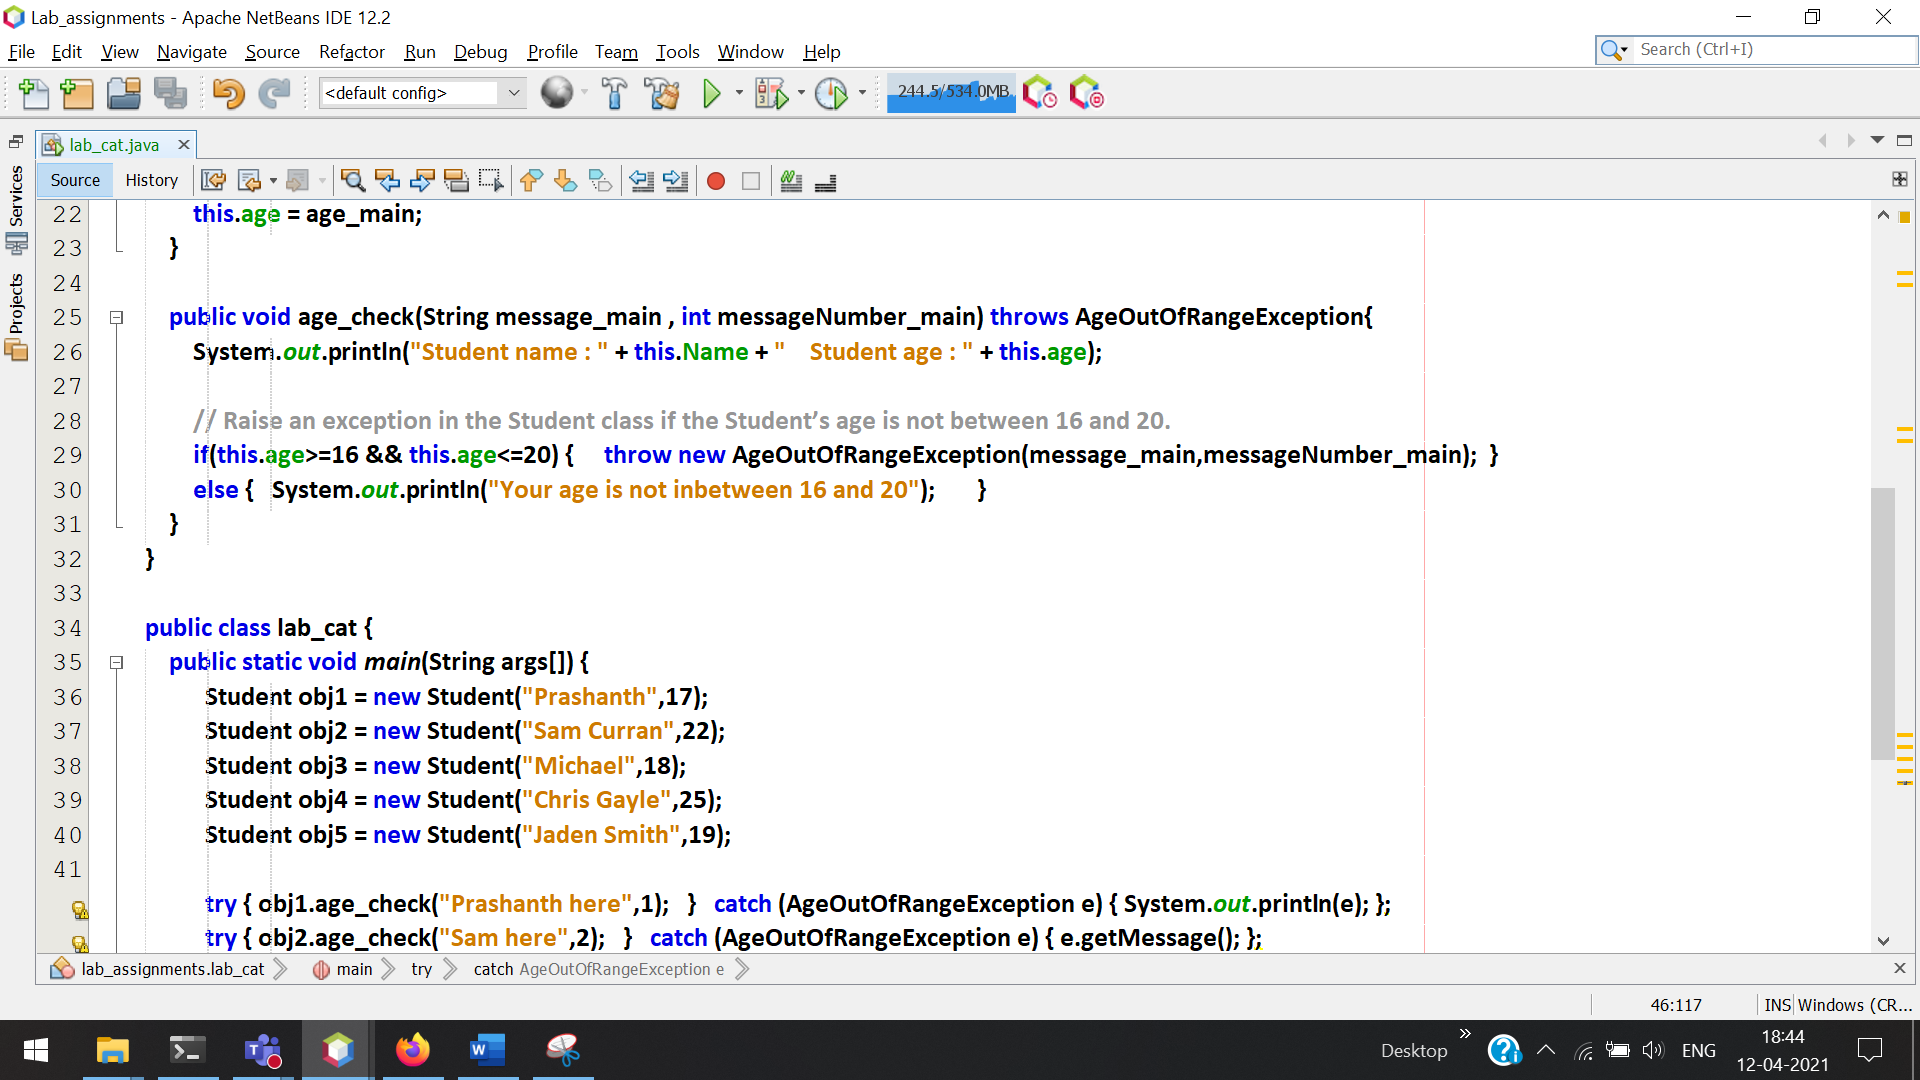 Lab_assignments - Apache NetBeans IDE 12.2
File Edit View Navigate Source Refactor Run Debug Profile Team Tools Window Help
Search (Ctrl+I)
<default config>
244.5/534.0MB
lab_cat.java
Services
Projects
Source History
22 this.age = age_main;
23 }
24
25 public void age_check(String message_main , int messageNumber_main) throws AgeOutOfRangeException{
26 System.out.println("Student name : " + this.Name + "    Student age : " + this.age);
27
28 // Raise an exception in the Student class if the Student’s age is not between 16 and 20.
29 if(this.age>=16 && this.age<=20) {    throw new AgeOutOfRangeException(message_main,messageNumber_main);  }
30 else {   System.out.println("Your age is not inbetween 16 and 20");      }
31 }
32 }
33
34 public class lab_cat {
35 public static void main(String args[]) {
36 Student obj1 = new Student("Prashanth",17);
37 Student obj2 = new Student("Sam Curran",22);
38 Student obj3 = new Student("Michael",18);
39 Student obj4 = new Student("Chris Gayle",25);
40 Student obj5 = new Student("Jaden Smith",19);
41
try { obj1.age_check("Prashanth here",1);   }   catch (AgeOutOfRangeException e) { System.out.println(e); };
try { obj2.age_check("Sam here",2);   }   catch (AgeOutOfRangeException e) { e.getMessage(); };
lab_assignments.lab_cat main try catch AgeOutOfRangeException e
46:117 INS Windows (CR...
Desktop ENG 18:44
12-04-2021